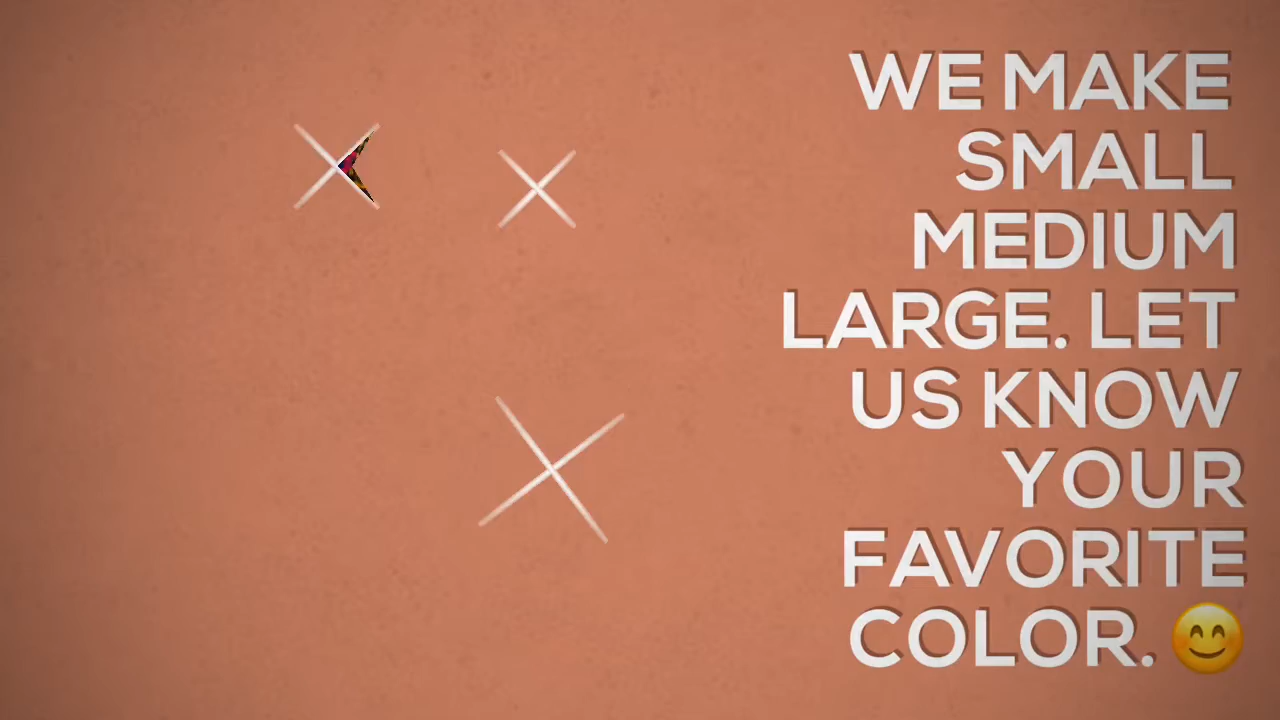 WE MAKE
SMALL
MEDIUM
LARGE. LET
US KNOW
YOUR
FAVORITE
COLOR. 😊